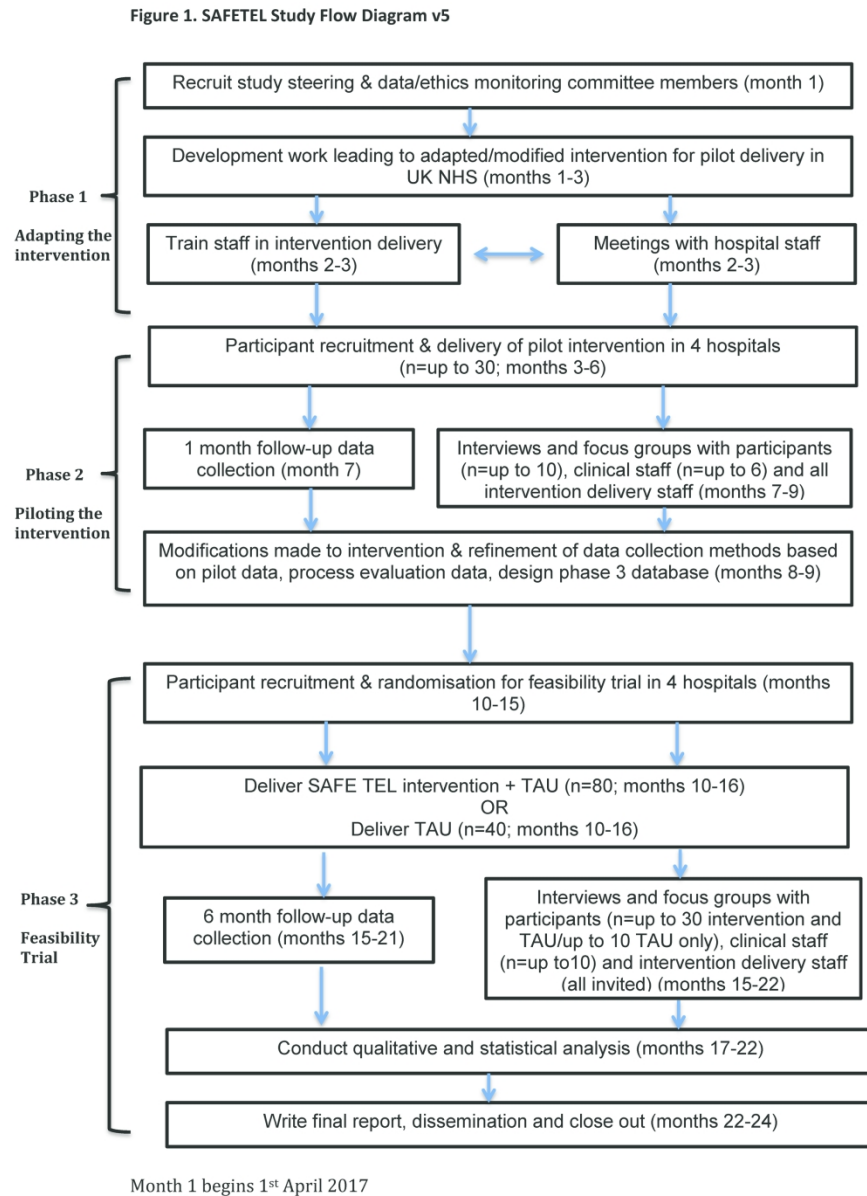 Figure 1. SAFETEL Study Flow Diagram v5
Recruit study steering & data/ethics monitoring committee members (month 1)
Development work leading to adapted/modified intervention for pilot delivery in
UK NHS (months 1-3)
Phase 1
Adapting the
intervention
Train staff in intervention delivery
(months 2-3)
Meetings with hospital staff
(months 2-3)
Participant recruitment & delivery of pilot intervention in 4 hospitals
(n=up to 30; months 3-6)
Phase 2
Piloting the
intervention
1 month follow-up data
collection (month 7)
Interviews and focus groups with participants
(n=up to 10), clinical staff (n=up to 6) and all
intervention delivery staff (months 7-9)
Modifications made to intervention & refinement of data collection methods based
on pilot data, process evaluation data, design phase 3 database (months 8-9)
Participant recruitment & randomisation for feasibility trial in 4 hospitals (months
10-15)
Deliver SAFE TEL intervention + TAU (n=80; months 10-16)
OR
Deliver TAU (n=40; months 10-16)
Phase 3
Feasibility
Trial
6 month follow-up data
collection (months 15-21)
Interviews and focus groups with
participants (n=up to 30 intervention and
TAU/up to 10 TAU only), clinical staff
(n=up to10) and intervention delivery staff
(all invited) (months 15-22)
Conduct qualitative and statistical analysis (months 17-22)
Write final report, dissemination and close out (months 22-24)
Month 1 begins 1st April 2017